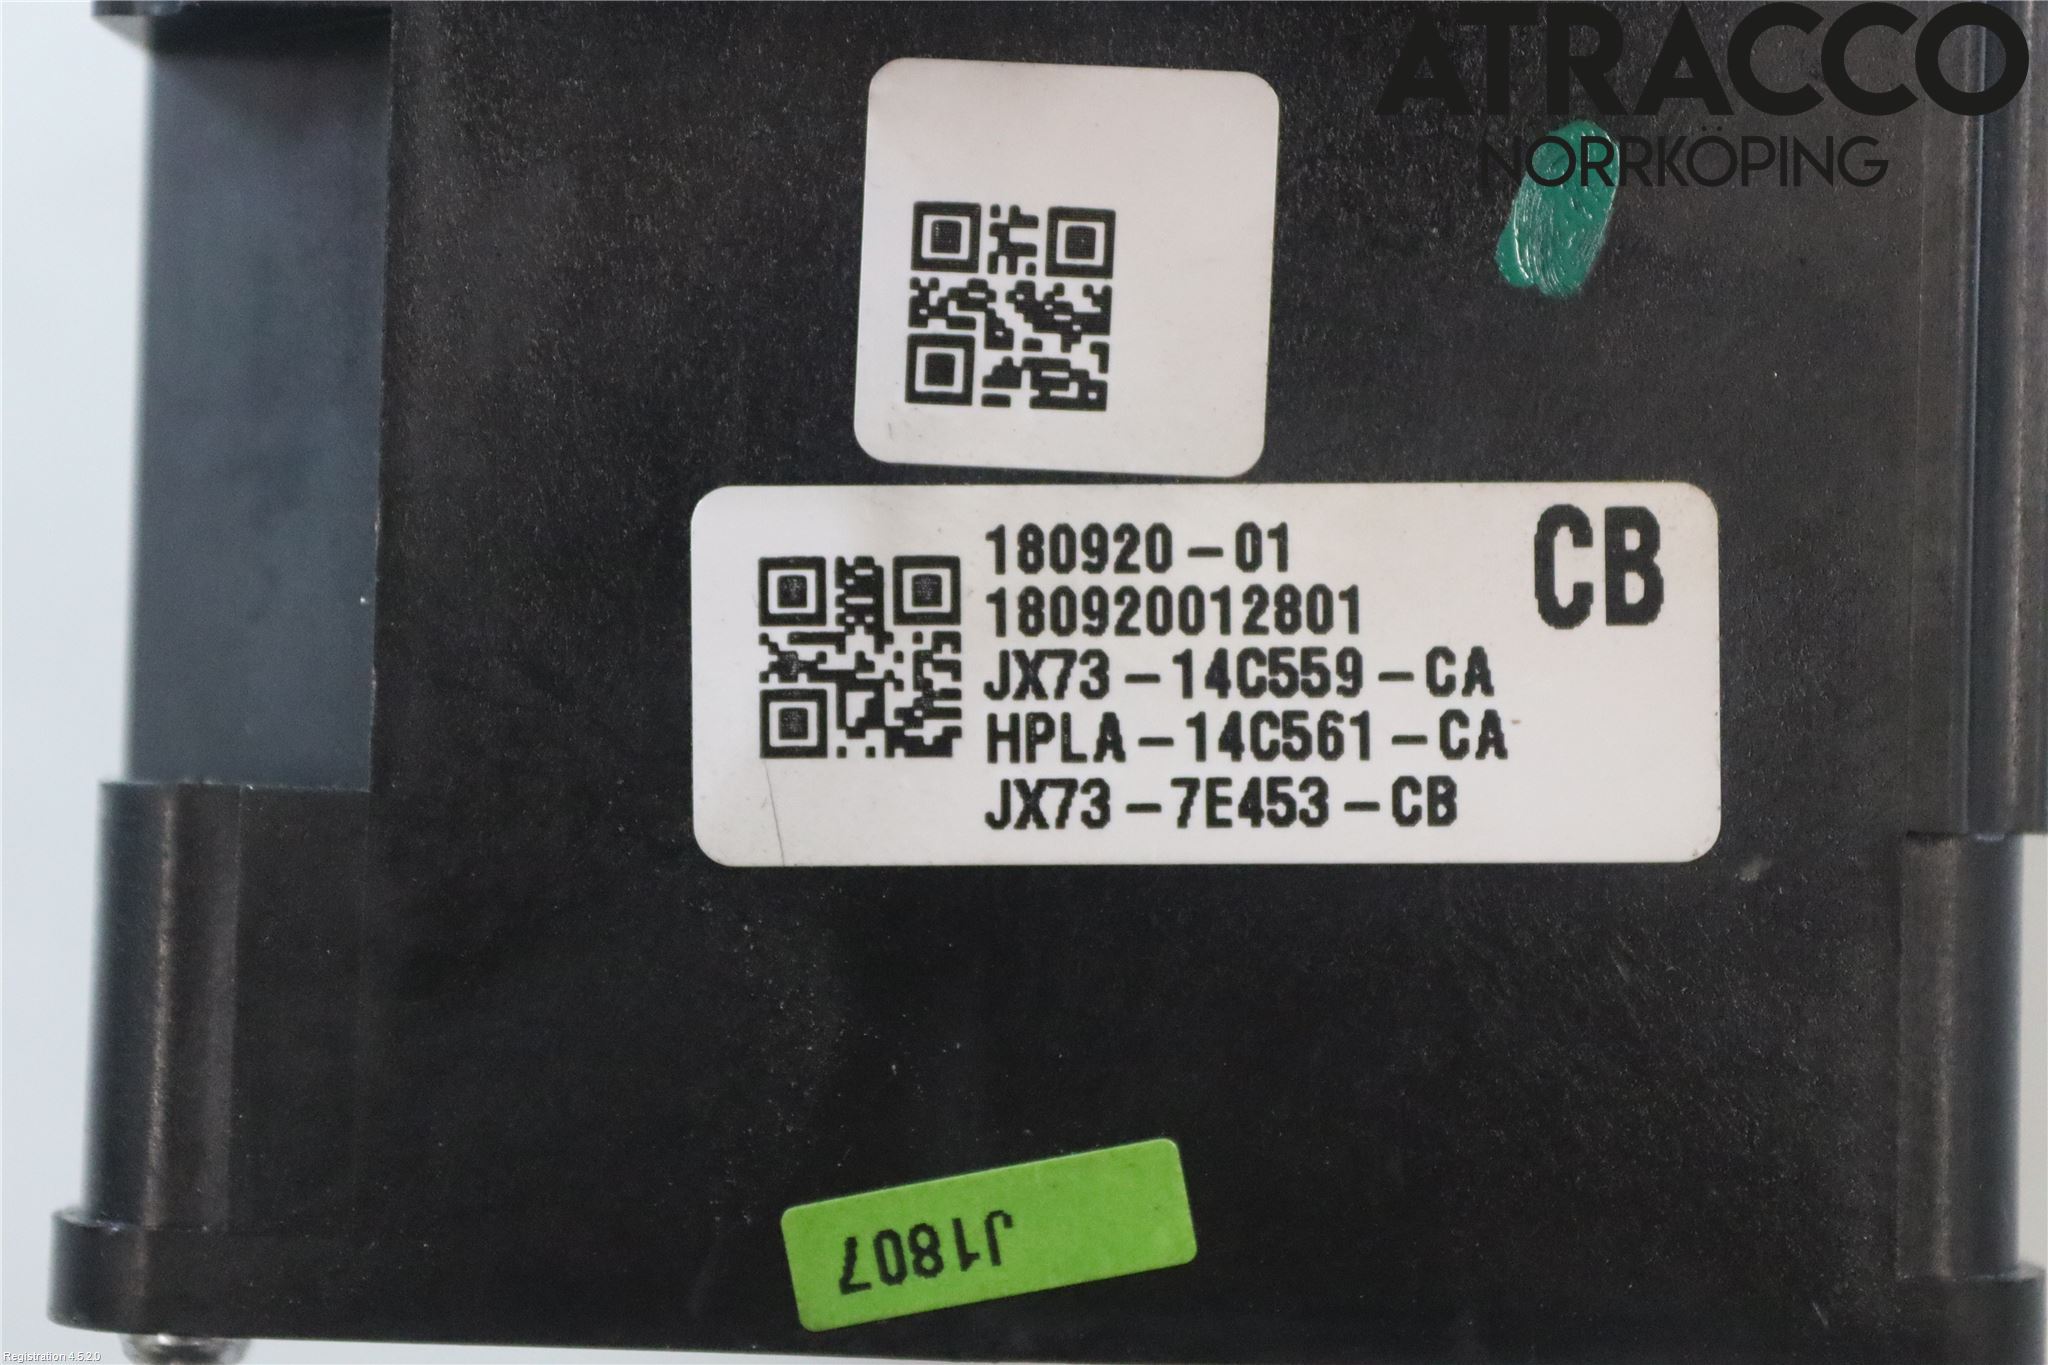 ATRACCO
NORRKÖPING
180920-01
CB
180920012801
JX73-14C559-CA
HPLA-14C561-CA
JX73-7E453-CB
J1807
Registration 4.5.2.0